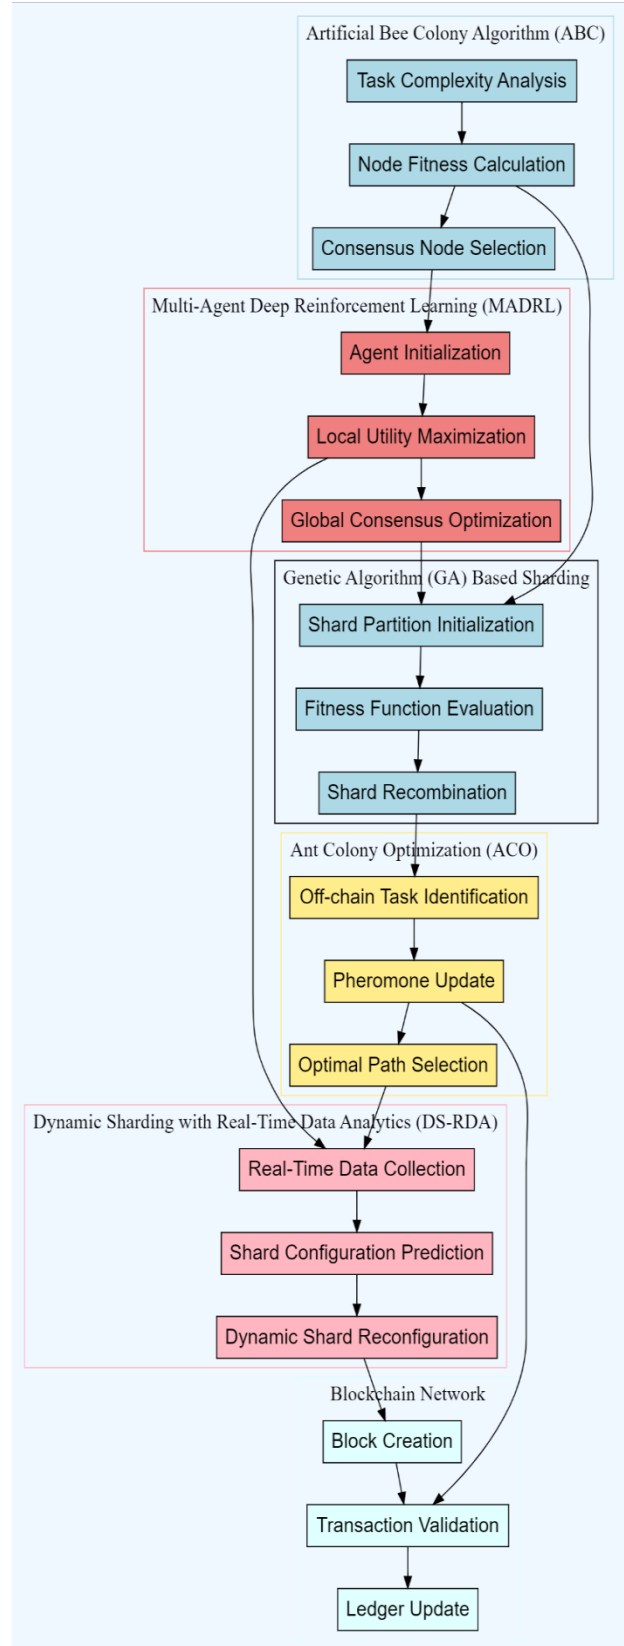 Artificial Bee Colony Algorithm (ABC)
Task Complexity Analysis
Node Fitness Calculation
Consensus Node Selection
Multi-Agent Deep Reinforcement Learning (MADRL)
Agent Initialization
Local Utility Maximization
Global Consensus Optimization
Genetic Algorithm (GA) Based Sharding
Shard Partition Initialization
Fitness Function Evaluation
Shard Recombination
Ant Colony Optimization (ACO)
Off-chain Task Identification
Pheromone Update
Optimal Path Selection
Dynamic Sharding with Real-Time Data Analytics (DS-RDA)
Real-Time Data Collection
Shard Configuration Prediction
Dynamic Shard Reconfiguration
Blockchain Network
Block Creation
Transaction Validation
Ledger Update